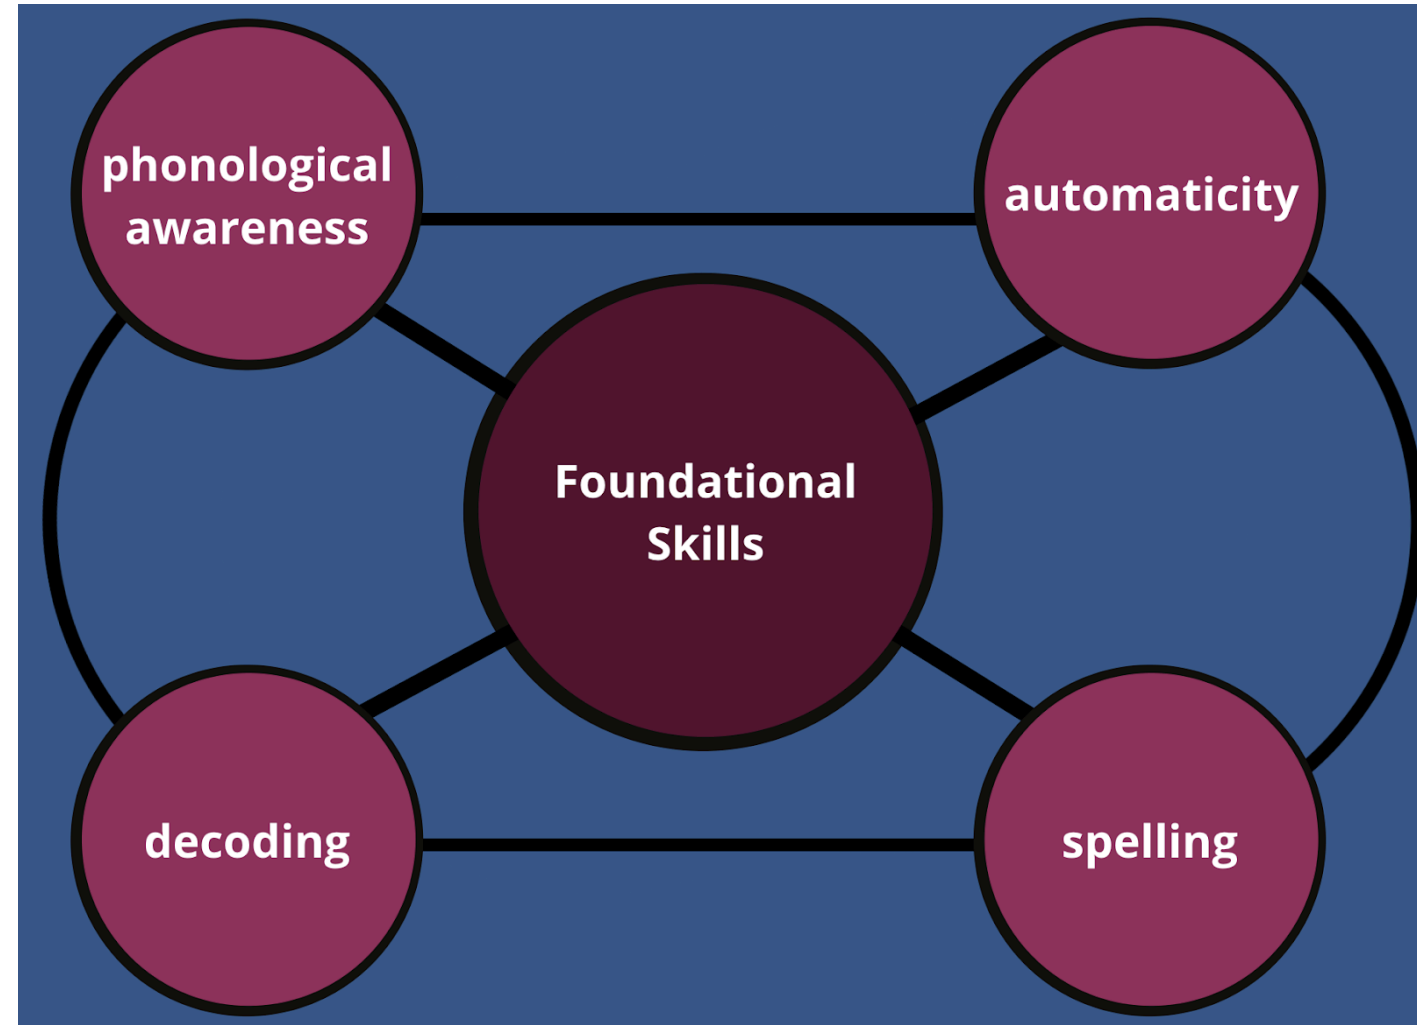 phonological
awareness
automaticity
Foundational
Skills
decoding
spelling